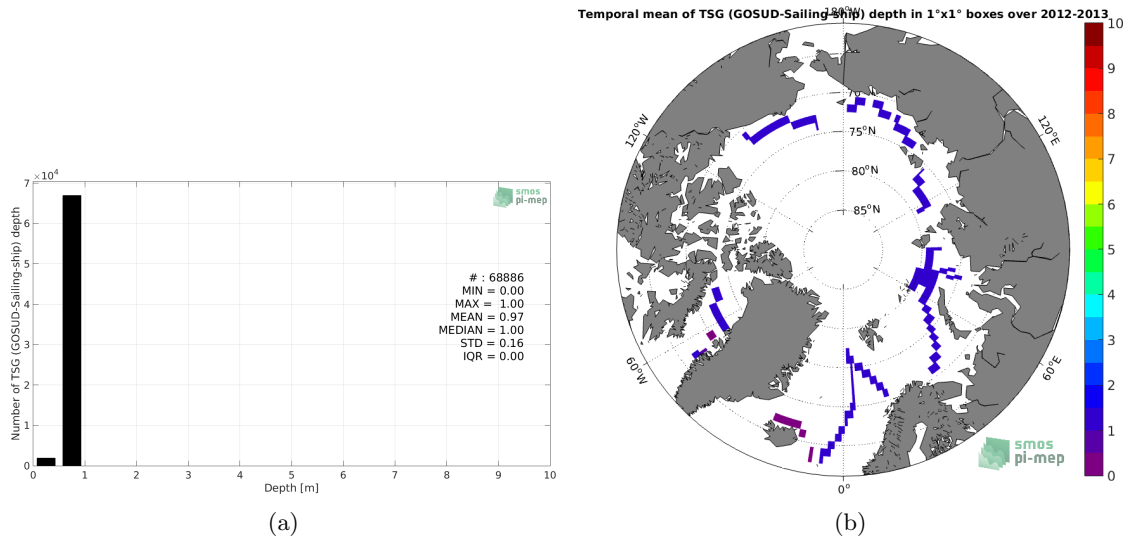 Temporal mean of TSG (GOSUD-Sailing-ship) depth in 1°x1° boxes over 2012-2013
180°W
120°W
120°E
75°N
80°N
85°N
60°W
60°E
0°
10
9
8
7
6
5
4
3
2
1
0
smos
pi-mep
×10⁴
7
6
5
4
3
2
1
0
Number of TSG (GOSUD-Sailing-ship) depth
smos
pi-mep
# : 68886
MIN = 0.00
MAX = 1.00
MEAN = 0.97
MEDIAN = 1.00
STD = 0.16
IQR = 0.00
0 1 2 3 4 5 6 7 8 9 10
Depth [m]
(a)
(b)